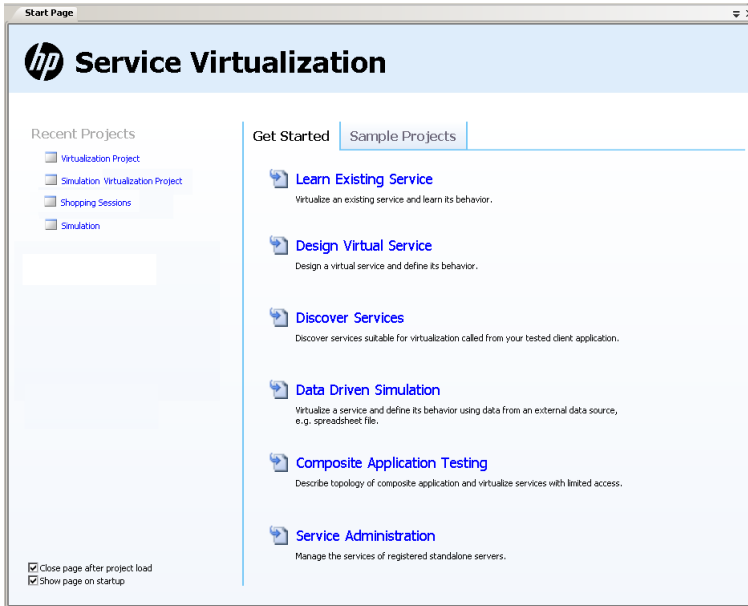 Start Page
hp Service Virtualization
Recent Projects
Virtualization Project
Simulation Virtualization Project
Shopping Sessions
Simulation
Close page after project load
Show page on startup
Get Started
Sample Projects
Learn Existing Service
Virtualize an existing service and learn its behavior.
Design Virtual Service
Design a virtual service and define its behavior.
Discover Services
Discover services suitable for virtualization called from your tested client application.
Data Driven Simulation
Virtualize a service and define its behavior using data from an external data source,
e.g. spreadsheet file.
Composite Application Testing
Describe topology of composite application and virtualize services with limited access.
Service Administration
Manage the services of registered standalone servers.